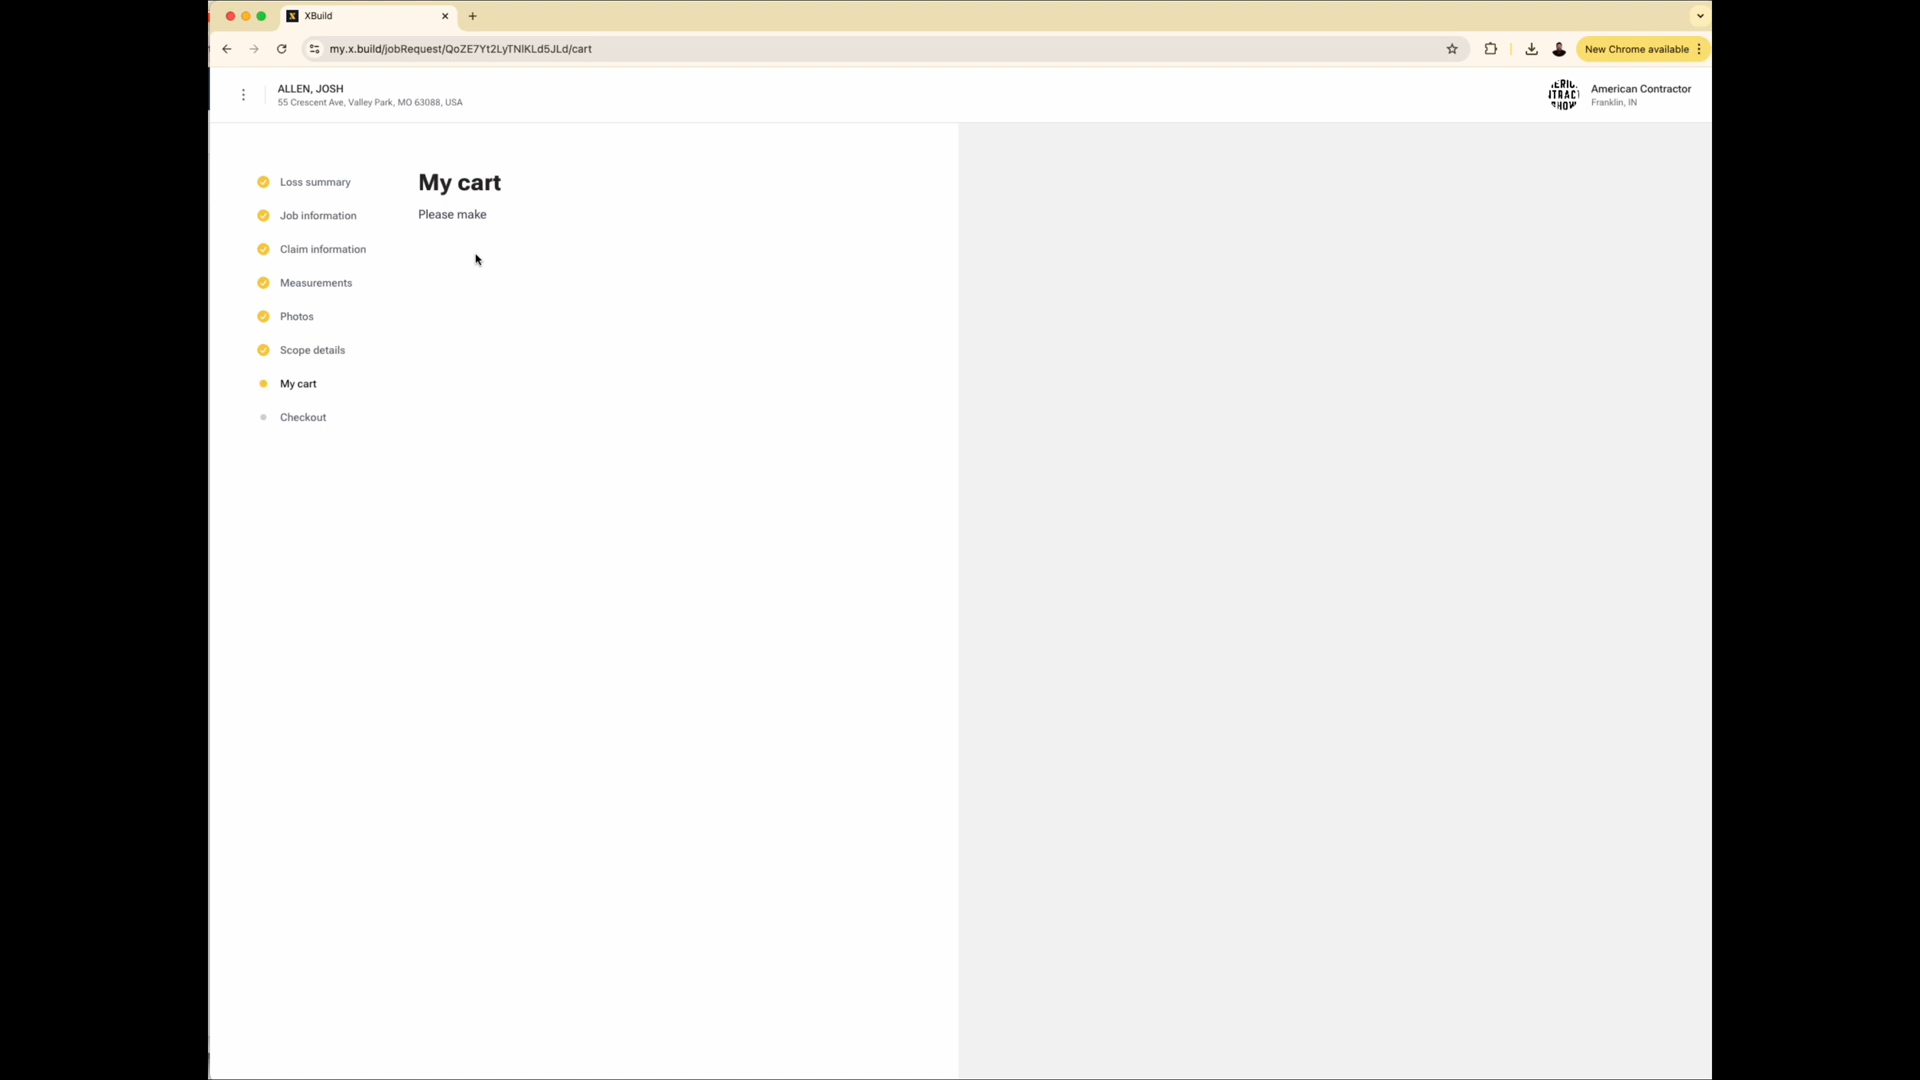 XBuild
my.x.build/jobRequest/QoZE7Yt2LyTNlKLd5JLd/cart
New Chrome available
ALLEN, JOSH
55 Crescent Ave, Valley Park, MO 63088, USA
American Contractor
Franklin, IN
Loss summary
Job information
Claim information
Measurements
Photos
Scope details
My cart
Checkout
My cart
Please make